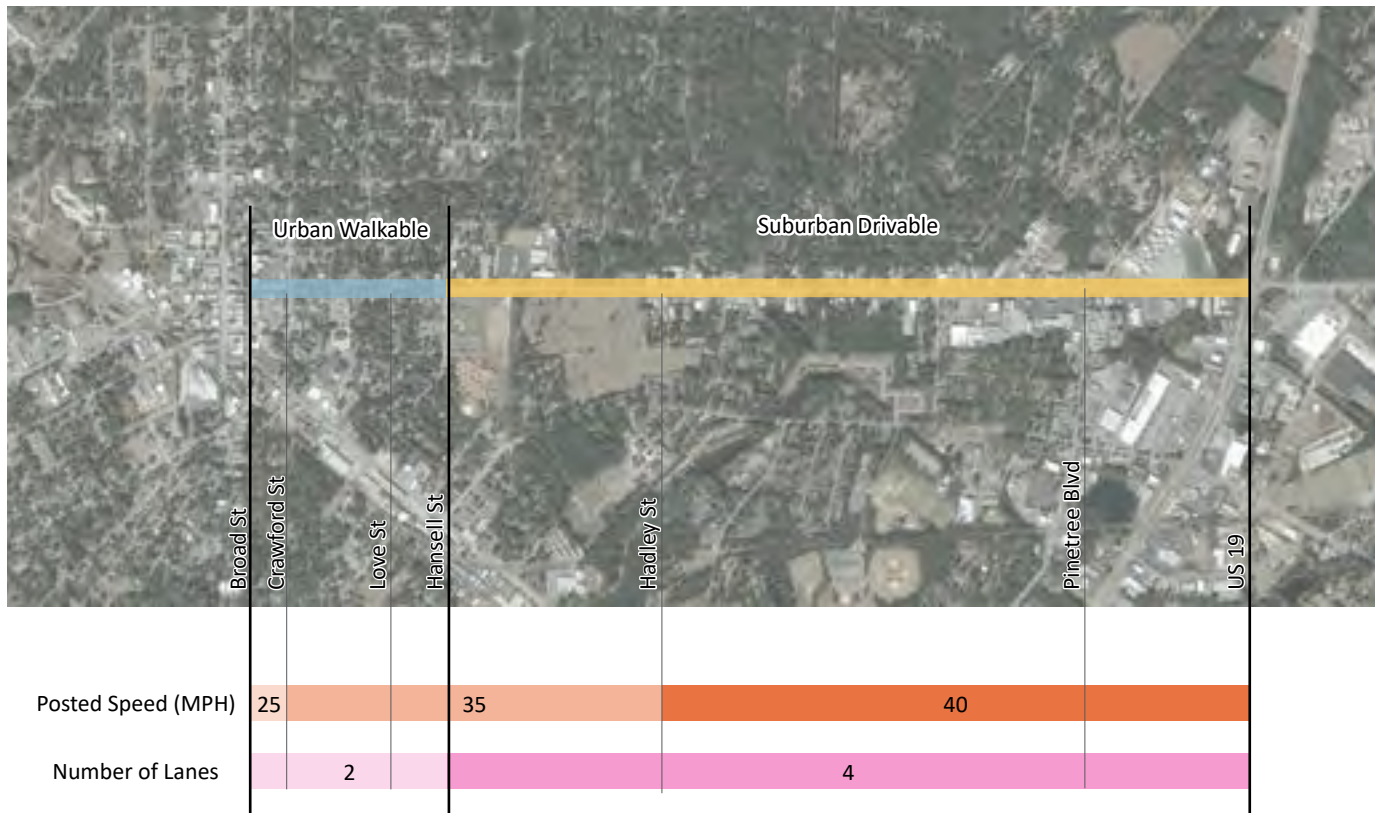 Urban Walkable
Suburban Drivable
Broad St
Crawford St
Love St
Hansell St
Hadley St
Pinetree Blvd
US 19
Posted Speed (MPH)
25
35
40
Number of Lanes
2
4